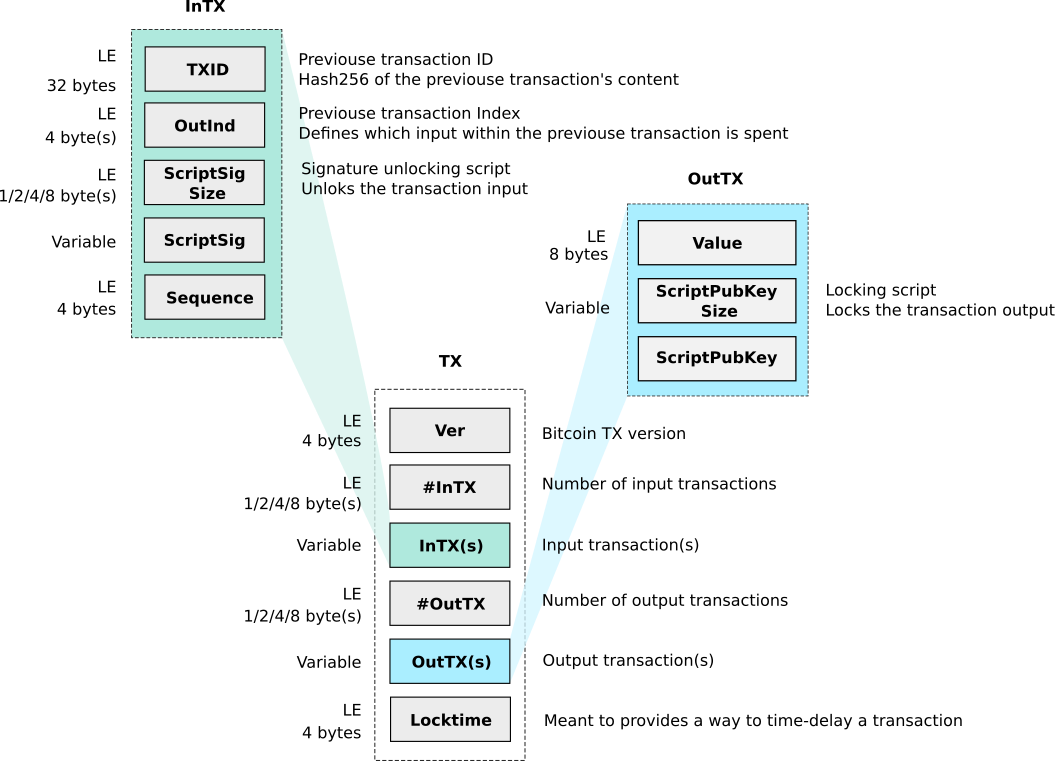 InTX
LE
32 bytes
TXID
Previouse transaction ID
Hash256 of the previouse transaction's content
LE
4 byte(s)
OutInd
Previouse transaction Index
Defines which input within the previouse transaction is spent
LE
1/2/4/8 byte(s)
ScriptSig
Size
Signature unlocking script
Unloks the transaction input
Variable
ScriptSig
LE
4 bytes
Sequence
OutTX
LE
8 bytes
Value
Variable
ScriptPubKey
Size
Locking script
Locks the transaction output
ScriptPubKey
TX
LE
4 bytes
Ver
Bitcoin TX version
LE
1/2/4/8 byte(s)
#InTX
Number of input transactions
Variable
InTX(s)
Input transaction(s)
LE
1/2/4/8 byte(s)
#OutTX
Number of output transactions
Variable
OutTX(s)
Output transaction(s)
LE
4 bytes
Locktime
Meant to provides a way to time-delay a transaction